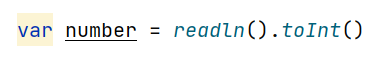 var number = readln().toInt()